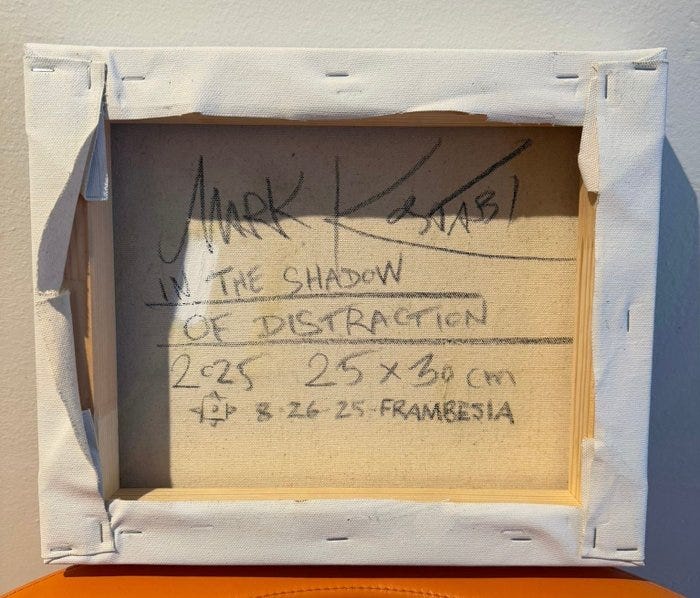 MARK KOSTABI
IN THE SHADOW
OF DISTRACTION
2025 25 x 30 cm
8-26-25-FRAMBESIA